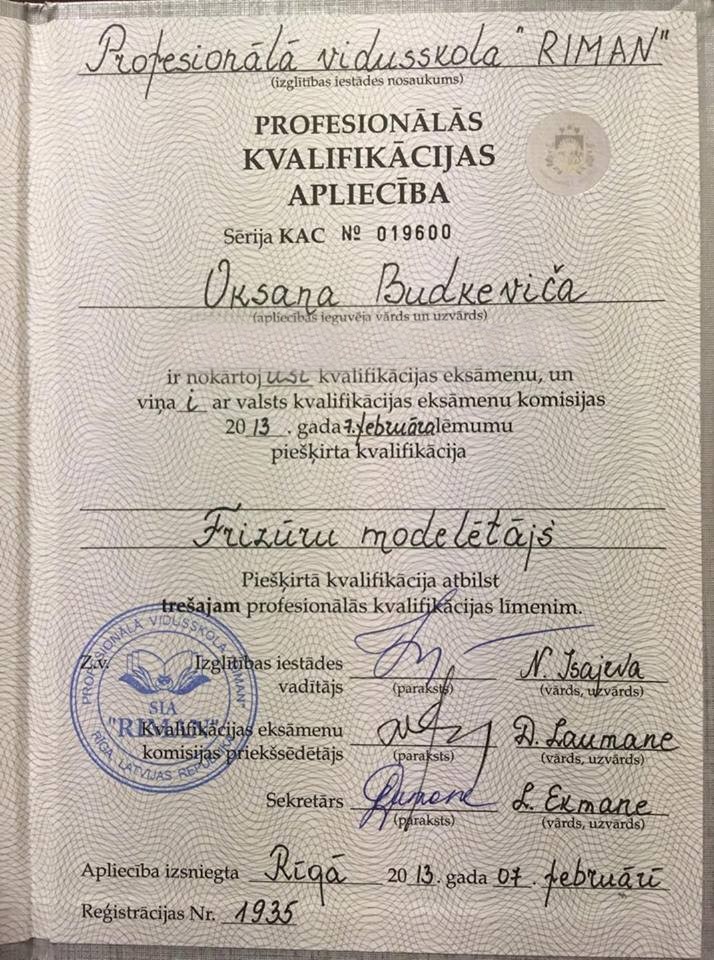 Profesionālā vidusskola "RIMAN"
(izglītības iestādes nosaukums)
PROFESIONĀLĀS
KVALIFIKĀCIJAS
APLIECĪBA
Sērija KAC № 019600
Oksaņa Budkeviča
(apliecības ieguvēja vārds un uzvārds)
ir nokārtojusi kvalifikācijas eksāmenu, un
viņai ar valsts kvalifikācijas eksāmenu komisijas
2013. gada 7. februāra lēmumu
piešķirta kvalifikācija
Frizūru modelētājs
Piešķirtā kvalifikācija atbilst
trešajam profesionālās kvalifikācijas līmenim.
PROFESIONĀLĀ VIDUSSKOLA "RIMAN"
SIA
"RIMAN"
RĪGA, LATVIJAS REPUBLIKA
Z.v. Izglītības iestādes
vadītājs (paraksts) N. Isajeva
(vārds, uzvārds)
Kvalifikācijas eksāmenu
komisijas priekšsēdētājs (paraksts) D. Laumane
(vārds, uzvārds)
Sekretārs (paraksts) L. Ekmane
(vārds, uzvārds)
Apliecība izsniegta Rīgā 2013. gada 07. februārī
Reģistrācijas Nr. 1935